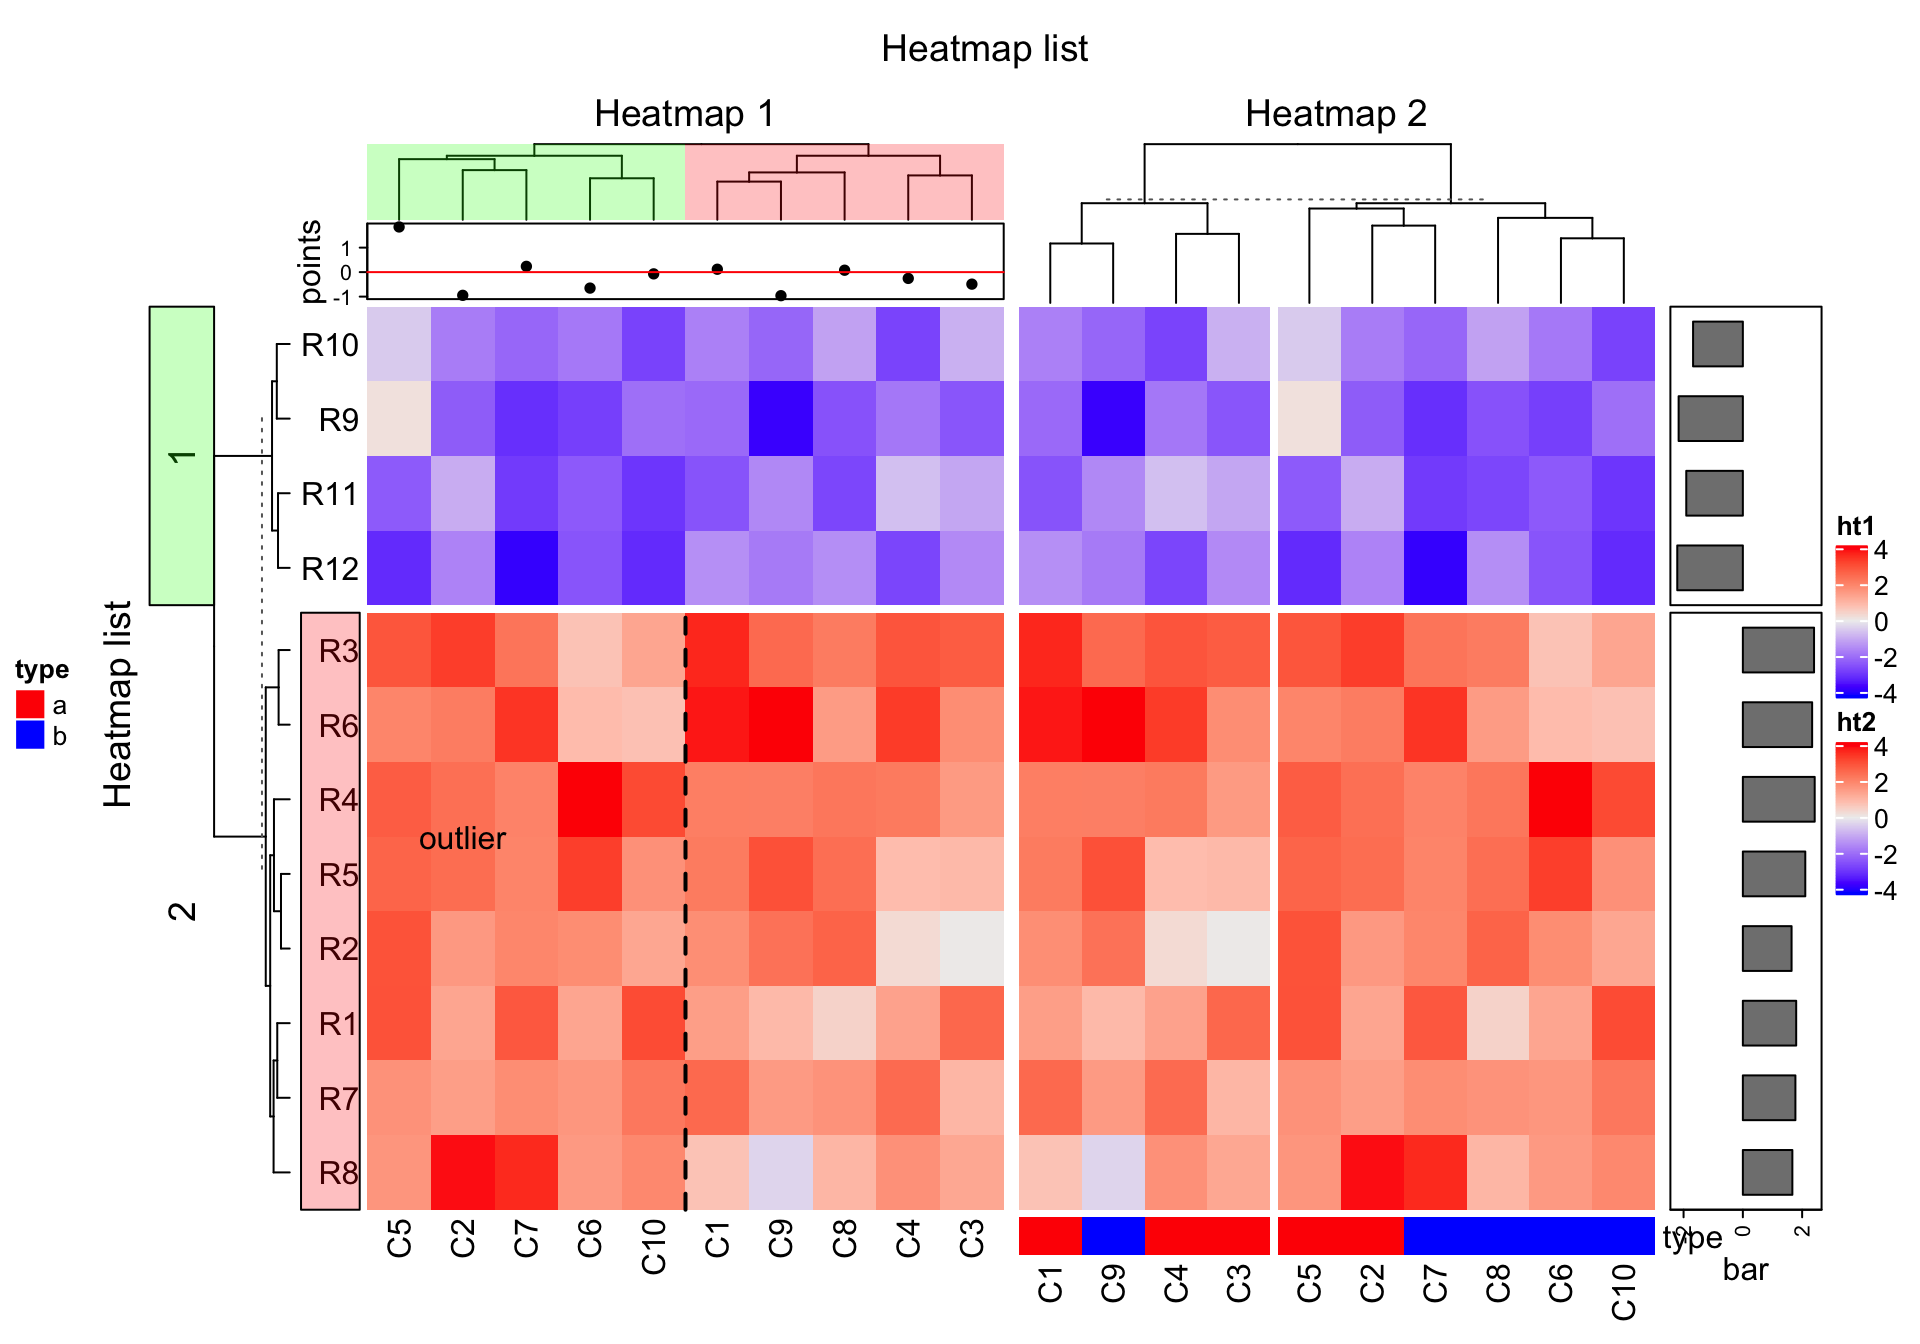 Heatmap list
Heatmap 1
Heatmap 2
points
1
0
-1
Heatmap list
1
2
R10
R9
R11
R12
R3
R6
R4
R5
R2
R1
R7
R8
outlier
C5 C2 C7 C6 C10 C1 C9 C8 C4 C3
C1 C9 C4 C3 C5 C2 C7 C8 C6 C10
type
-2 0 2
bar
type
a
b
ht1
4
2
0
-2
-4
ht2
4
2
0
-2
-4